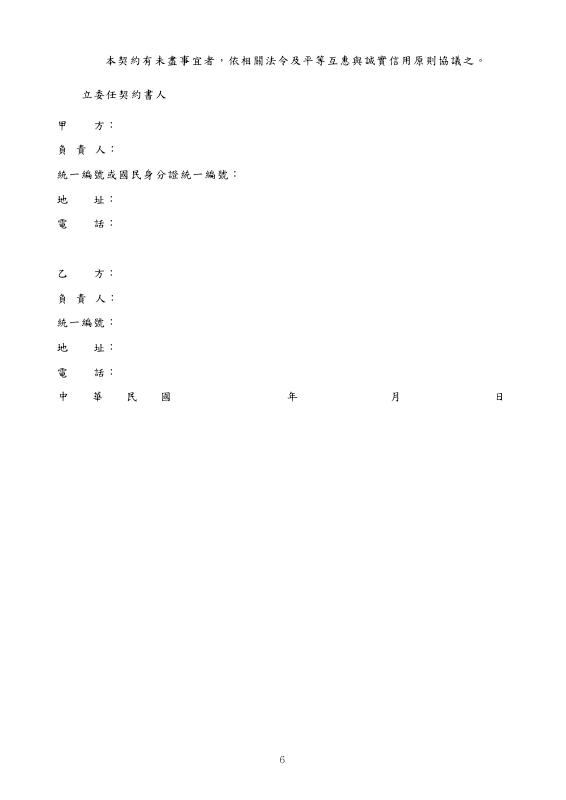 本契約有未盡事宜者，依相關法令及平等互惠與誠實信用原則協議之。
立委任契約書人
甲　　方：
負 責 人：
統一編號或國民身分證統一編號：
地　　址：
電　　話：
乙　　方：
負 責 人：
統一編號：
地　　址：
電　　話：
中　華　民　國　　　　　年　　　　　月　　　　　日
6